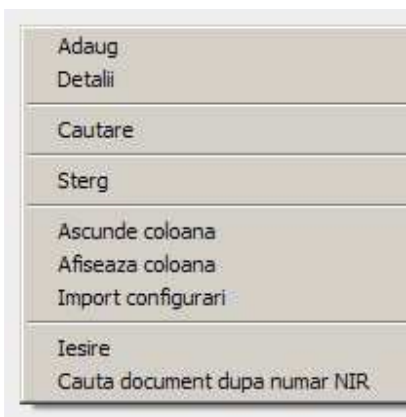 Adaug
Detalii
Cautare
Sterg
Ascunde coloana
Afiseaza coloana
Import configurari
Iesire
Cauta document dupa numar NIR